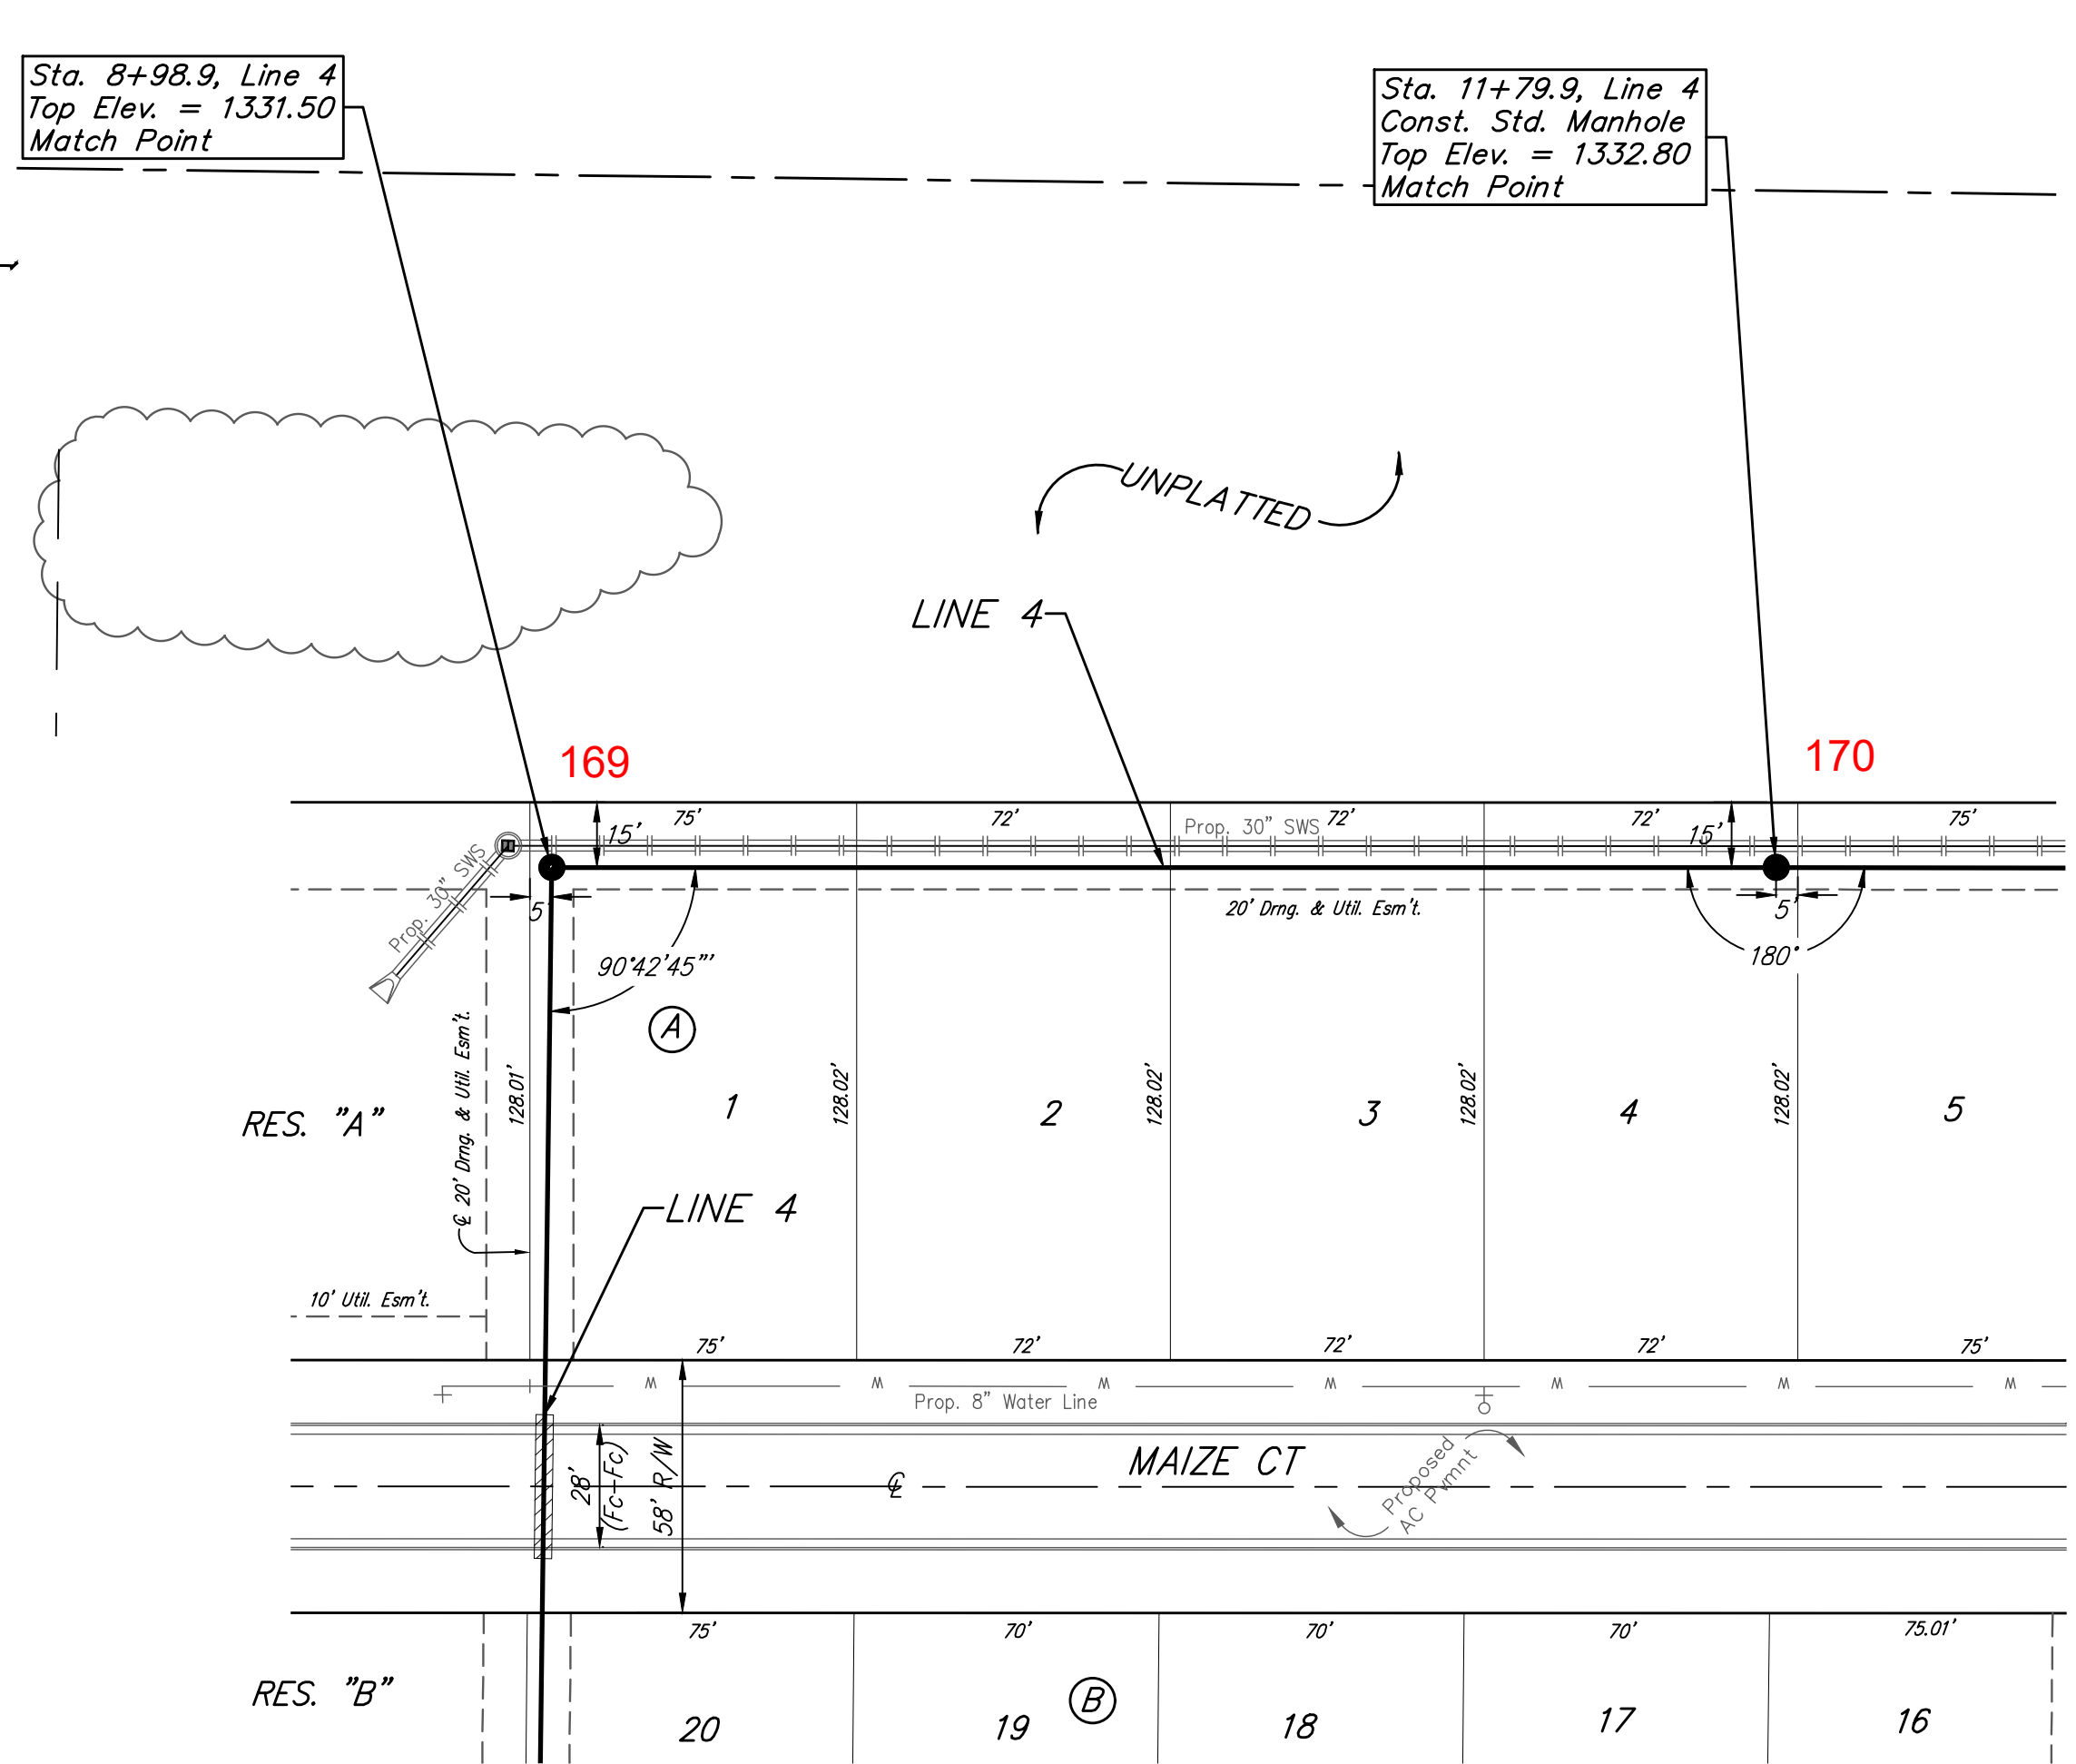 Sta. 8+98.9, Line 4
Top Elev. = 1331.50
Match Point
Sta. 11+79.9, Line 4
Const. Std. Manhole
Top Elev. = 1332.80
Match Point
UNPLATTED
LINE 4
169
170
75'
72'
72'
72'
75'
15'
Prop. 30" SWS
15'
Prop. 30" SWS
5'
20' Drng. & Util. Esm't.
5'
90°42'45"'
180°
A
℄ 20' Drng. & Util. Esm't.
128.01'
128.02'
128.02'
128.02'
128.02'
RES. "A"
1
2
3
4
5
LINE 4
10' Util. Esm't.
75'
72'
72'
72'
75'
W
W
W
W
W
W
W
Prop. 8" Water Line
28'
(Fc-Fc)
58' R/W
℄
MAIZE CT
Proposed
AC Pvmnt
75'
70'
70'
70'
75.01'
RES. "B"
B
20
19
18
17
16